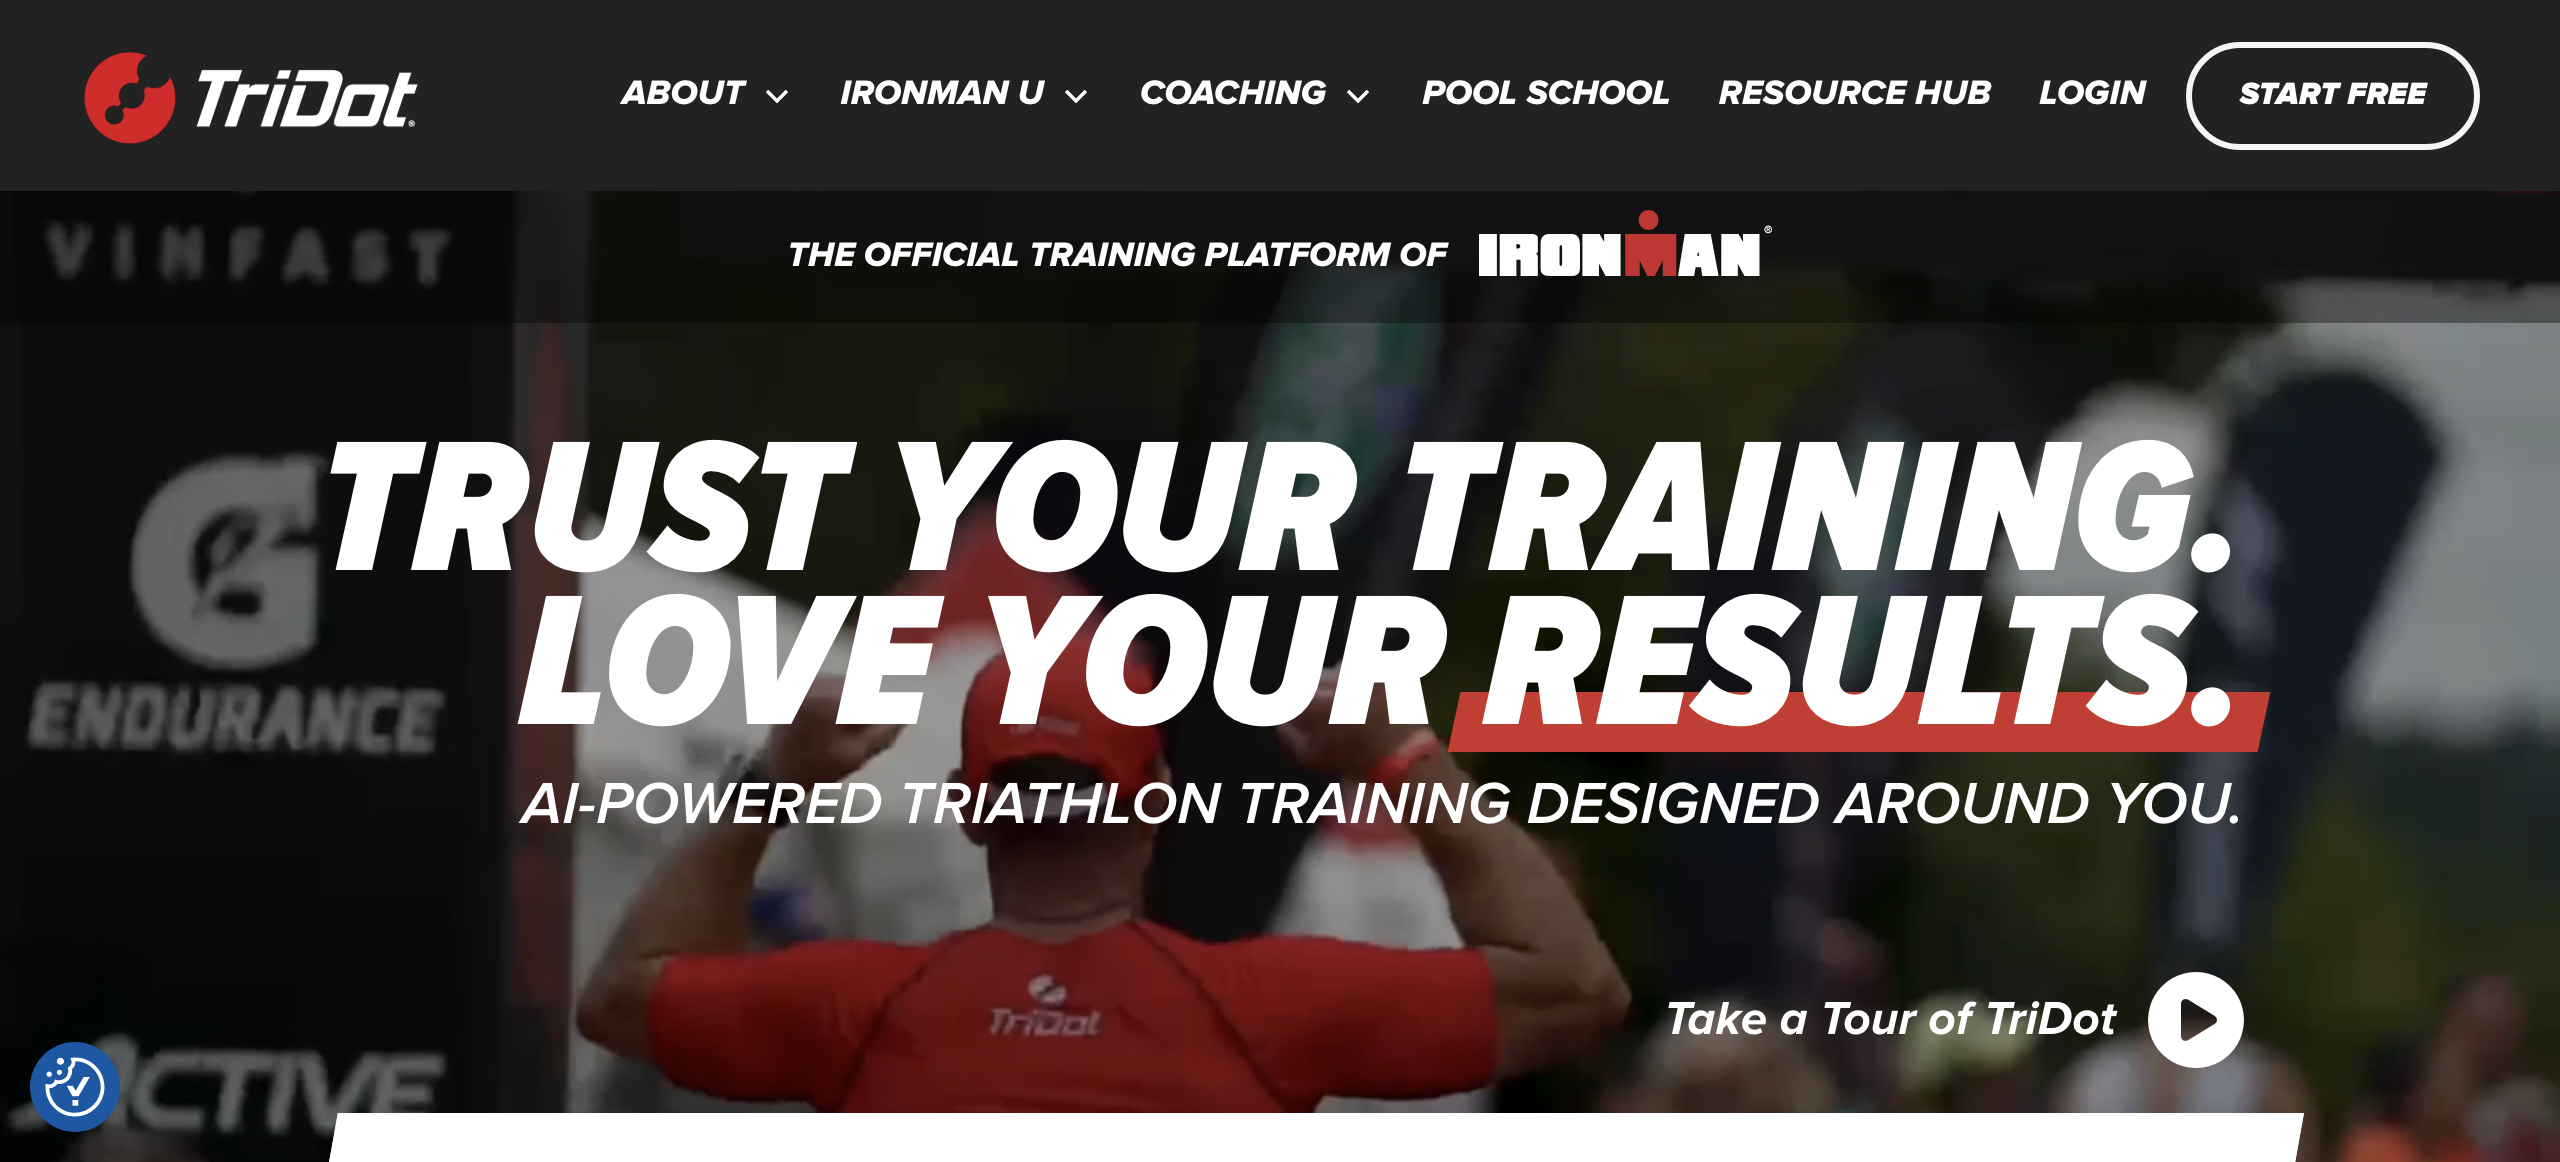 TriDot®
ABOUT IRONMAN U COACHING POOL SCHOOL RESOURCE HUB LOGIN START FREE
VINFAST
THE OFFICIAL TRAINING PLATFORM OF IRONMAN®
TRUST YOUR TRAINING.
LOVE YOUR RESULTS.
G
ENDURANCE
AI-POWERED TRIATHLON TRAINING DESIGNED AROUND YOU.
TriDot
Take a Tour of TriDot
ACTIVE